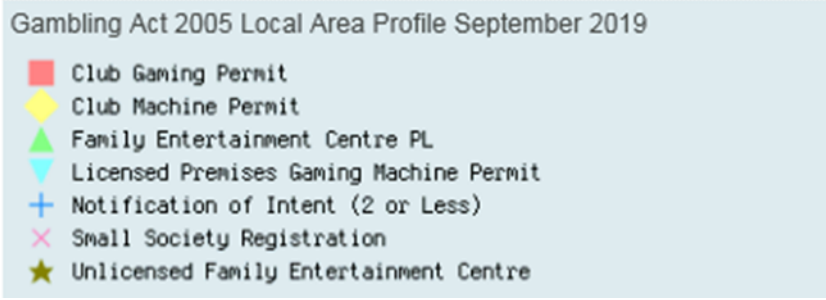 Gambling Act 2005 Local Area Profile September 2019
Club Gaming Permit
Club Machine Permit
Family Entertainment Centre PL
Licensed Premises Gaming Machine Permit
Notification of Intent (2 or Less)
Small Society Registration
Unlicensed Family Entertainment Centre